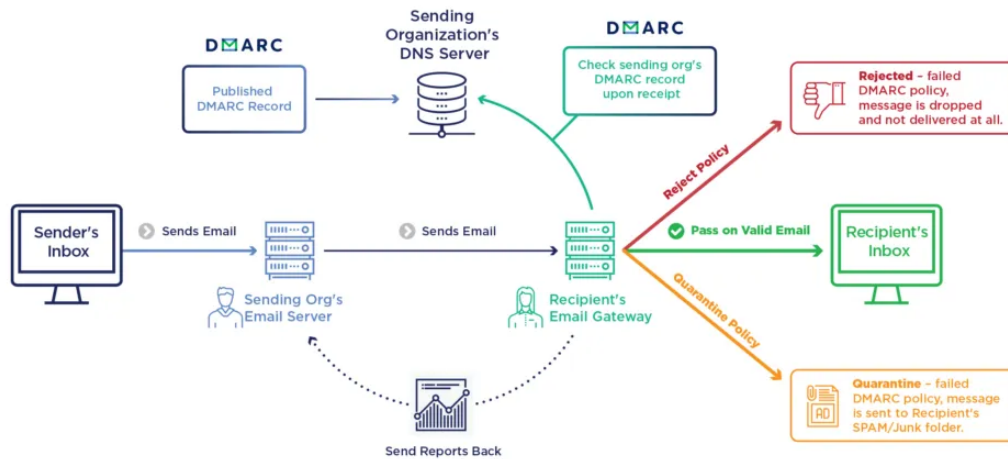 Sending
Organization's
DNS Server
DMARC
DMARC
Published
DMARC Record
Check sending org's
DMARC record
upon receipt
Rejected – failed
DMARC policy,
message is dropped
and not delivered at all.
Reject Policy
Sender's
Inbox
Sends Email
Sends Email
Pass on Valid Email
Recipient's
Inbox
Sending Org's
Email Server
Recipient's
Email Gateway
Quarantine Policy
Quarantine – failed
DMARC policy, message
is sent to Recipient's
SPAM/Junk folder.
AD
Send Reports Back